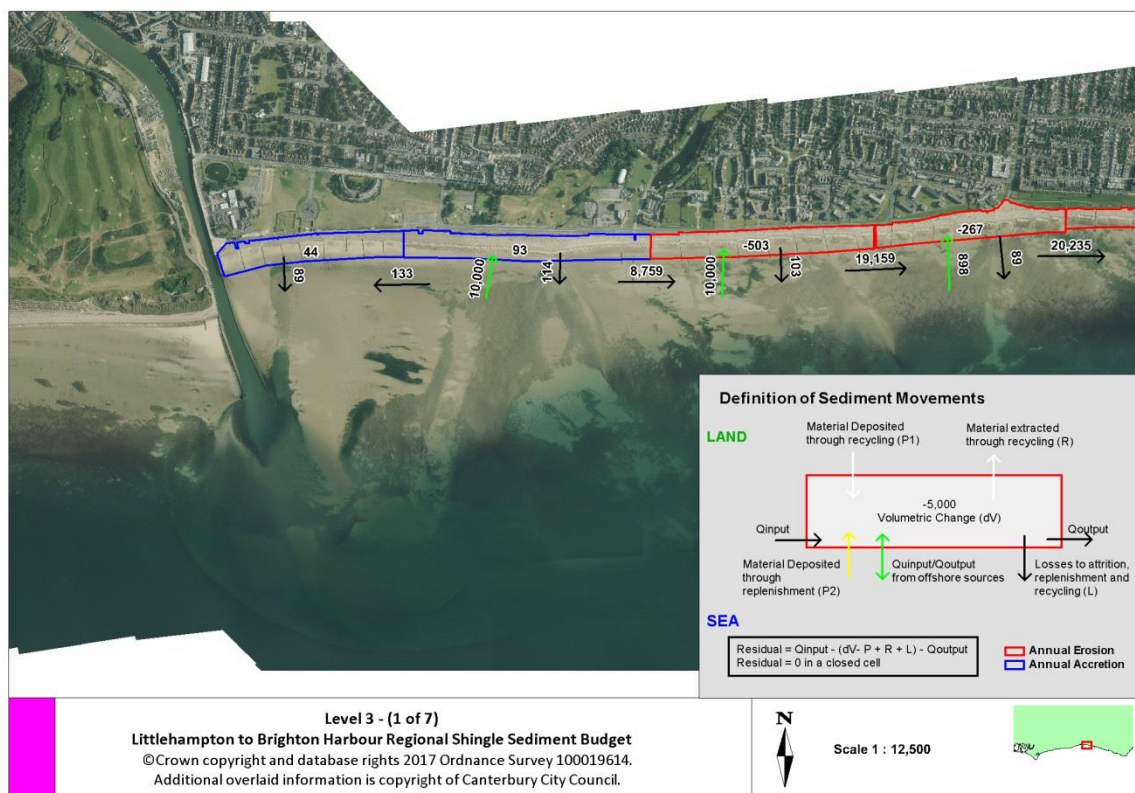 44
93
-503
-267
89
133
10,000
114
8,759
10,000
103
19,159
898
89
20,235
Definition of Sediment Movements
LAND
Material Deposited
through recycling (P1)
Material extracted
through recycling (R)
-5,000
Volumetric Change (dV)
Qinput
Qoutput
Material Deposited
through
replenishment (P2)
Quinput/Qoutput
from offshore sources
Losses to attrition,
replenishment and
recycling (L)
SEA
Residual = Qinput - (dV- P + R + L) - Qoutput
Residual = 0 in a closed cell
Annual Erosion
Annual Accretion
Level 3 - (1 of 7)
Littlehampton to Brighton Harbour Regional Shingle Sediment Budget
©Crown copyright and database rights 2017 Ordnance Survey 100019614.
Additional overlaid information is copyright of Canterbury City Council.
N
Scale 1 : 12,500